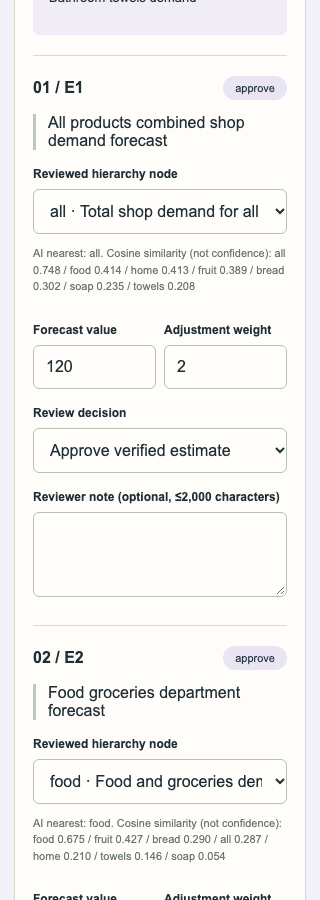 Bathroom towels demand
01 / E1
approve
All products combined shop
demand forecast
Reviewed hierarchy node
all · Total shop demand for all
AI nearest: all. Cosine similarity (not confidence): all
0.748 / food 0.414 / home 0.413 / fruit 0.389 / bread
0.302 / soap 0.235 / towels 0.208
Forecast value
Adjustment weight
120
2
Review decision
Approve verified estimate
Reviewer note (optional, ≤2,000 characters)
02 / E2
approve
Food groceries department
forecast
Reviewed hierarchy node
food · Food and groceries den
AI nearest: food. Cosine similarity (not confidence):
food 0.675 / fruit 0.427 / bread 0.290 / all 0.287 /
home 0.210 / towels 0.146 / soap 0.054
Forecast value
Adjustment weight